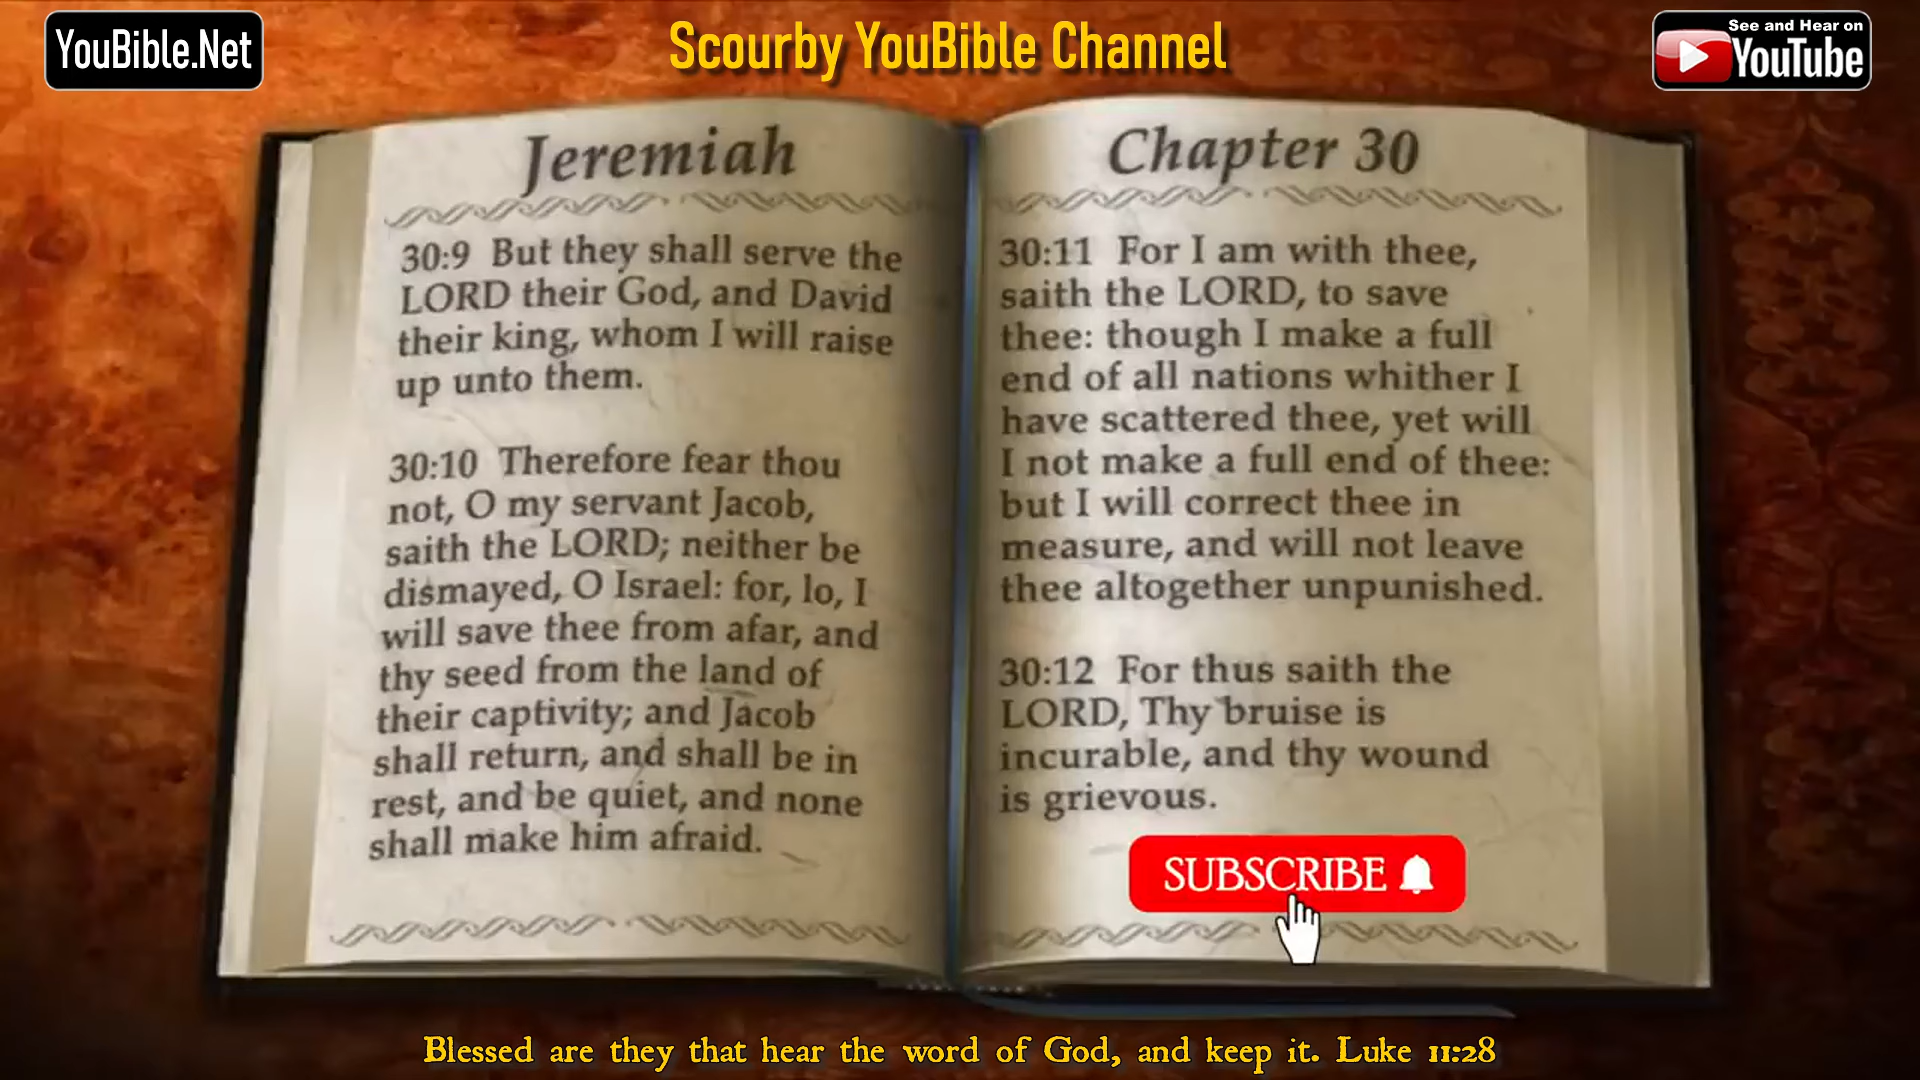 YouBible.Net
Scourby YouBible Channel
See and Hear on
YouTube
Jeremiah
30:9 But they shall serve the
LORD their God, and David
their king, whom I will raise
up unto them.
30:10 Therefore fear thou
not, O my servant Jacob,
saith the LORD; neither be
dismayed, O Israel: for, lo, I
will save thee from afar, and
thy seed from the land of
their captivity; and Jacob
shall return, and shall be in
rest, and be quiet, and none
shall make him afraid.
Chapter 30
30:11 For I am with thee,
saith the LORD, to save
thee: though I make a full
end of all nations whither I
have scattered thee, yet will
I not make a full end of thee:
but I will correct thee in
measure, and will not leave
thee altogether unpunished.
30:12 For thus saith the
LORD, Thy bruise is
incurable, and thy wound
is grievous.
SUBSCRIBE
Blessed are they that hear the word of God, and keep it. Luke 11:28